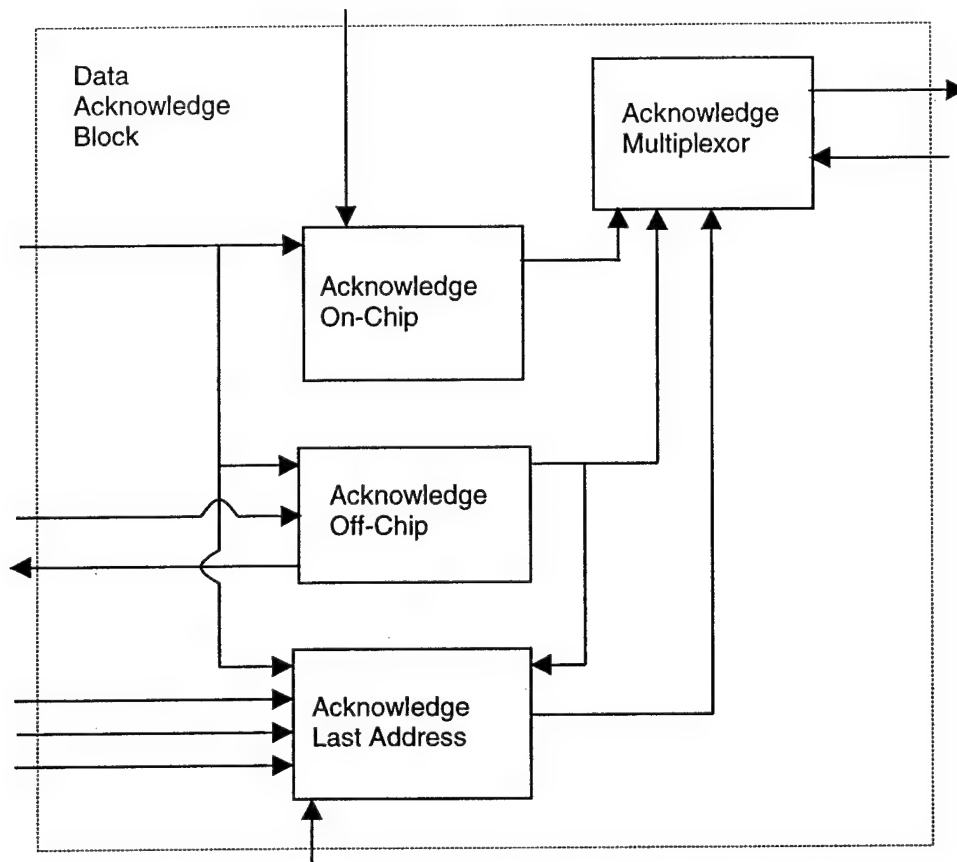 Data
Acknowledge
Block
Acknowledge
Multiplexor
Acknowledge
On-Chip
Acknowledge
Off-Chip
Acknowledge
Last Address